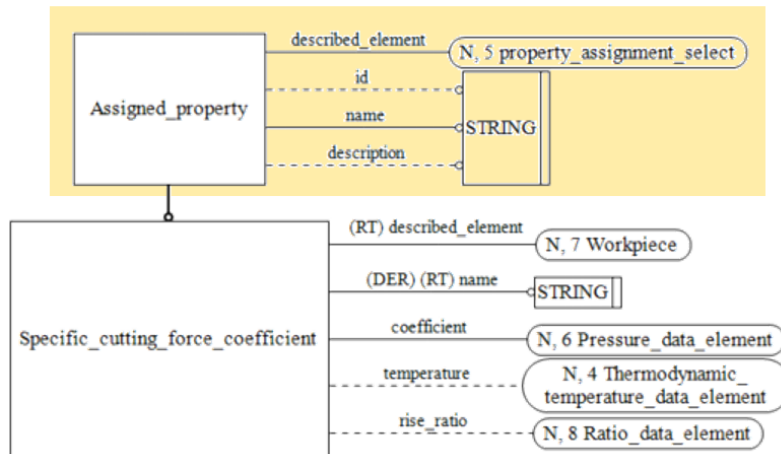 described_element
N, 5 property_assignment_select
id
Assigned_property
name
STRING
description
(RT) described_element
N, 7 Workpiece
(DER) (RT) name
STRING
Specific_cutting_force_coefficient
coefficient
N, 6 Pressure_data_element
temperature
N, 4 Thermodynamic_
temperature_data_element
rise_ratio
N, 8 Ratio_data_element